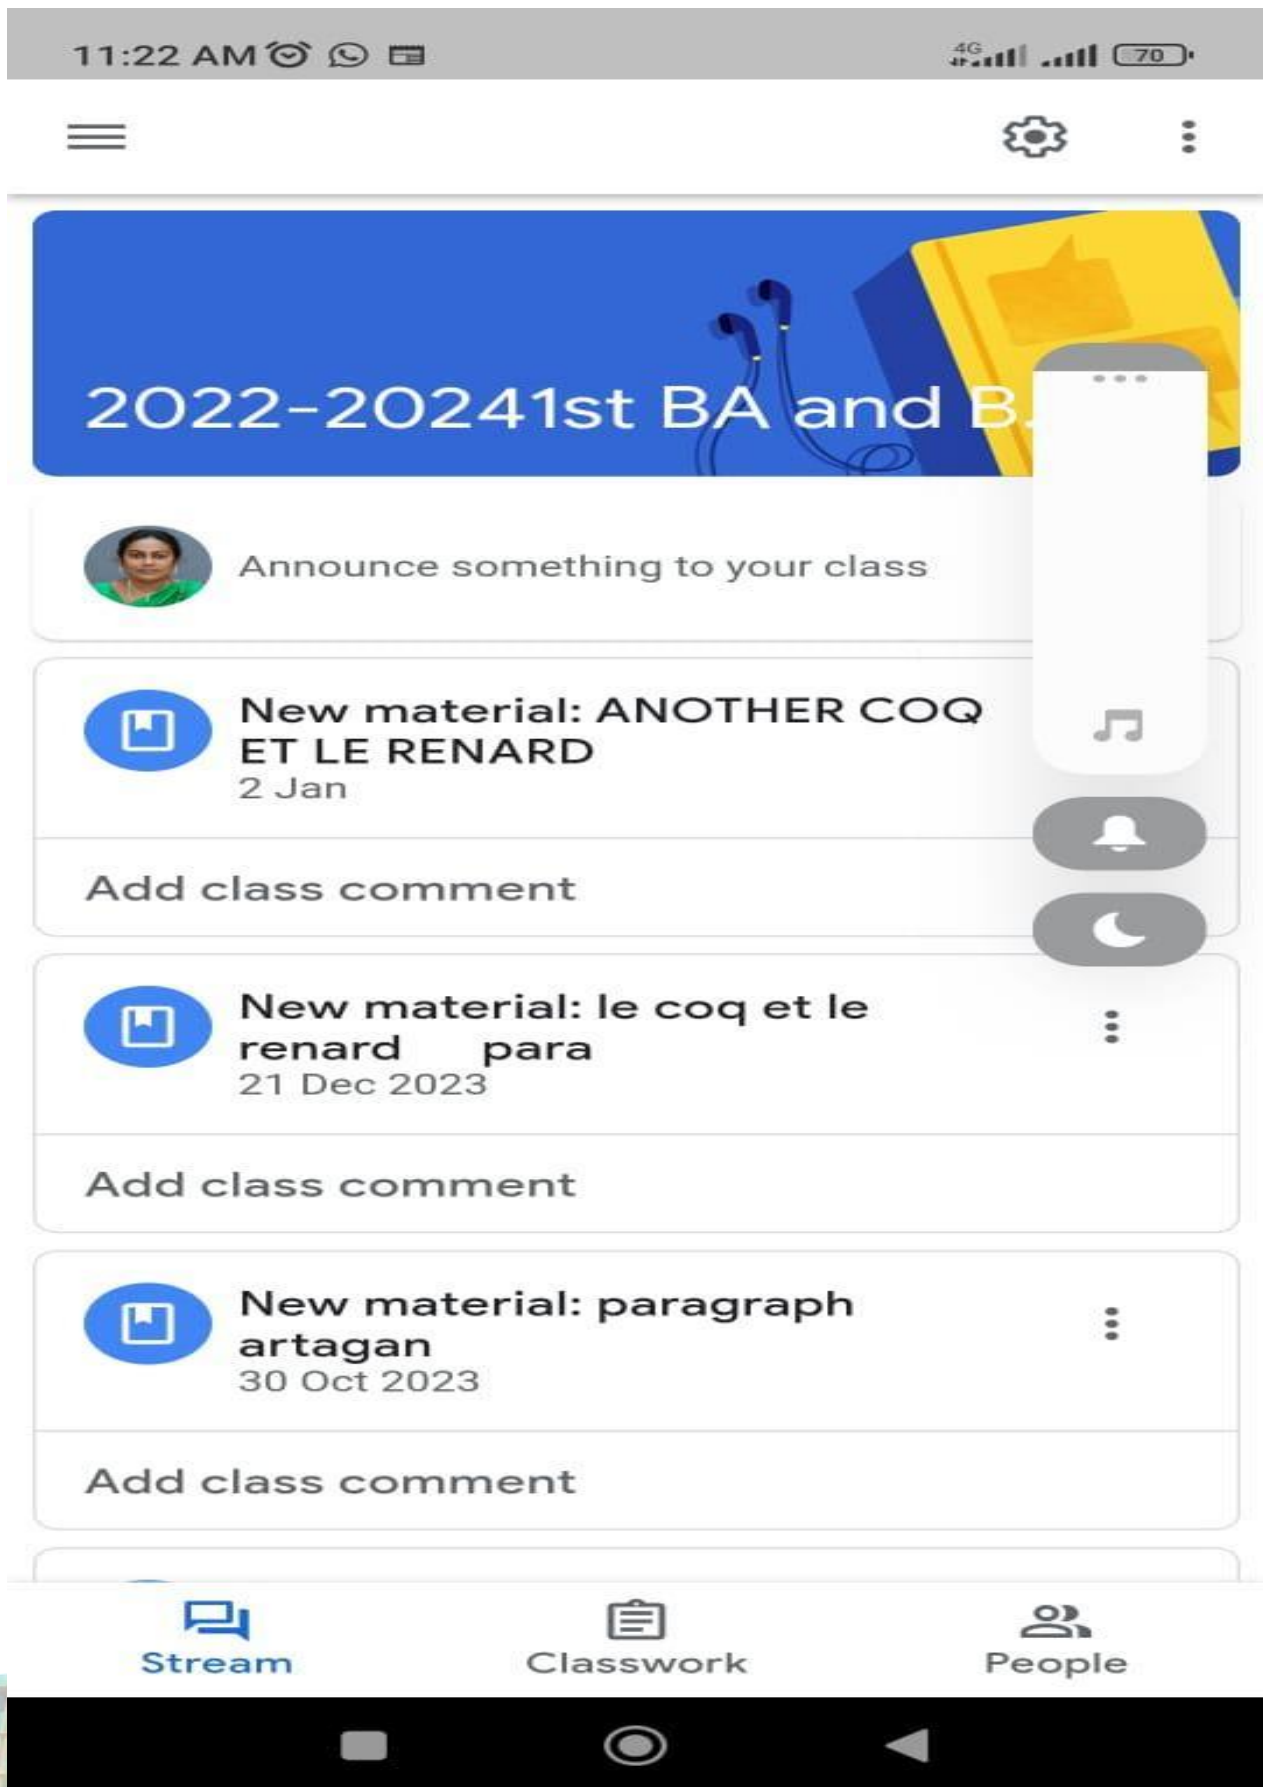 11:22 AM
4G 70
2022-20241st BA and B.
Announce something to your class
New material: ANOTHER COQ
ET LE RENARD
2 Jan
Add class comment
New material: le coq et le
renard para
21 Dec 2023
Add class comment
New material: paragraph
artagan
30 Oct 2023
Add class comment
Stream Classwork People